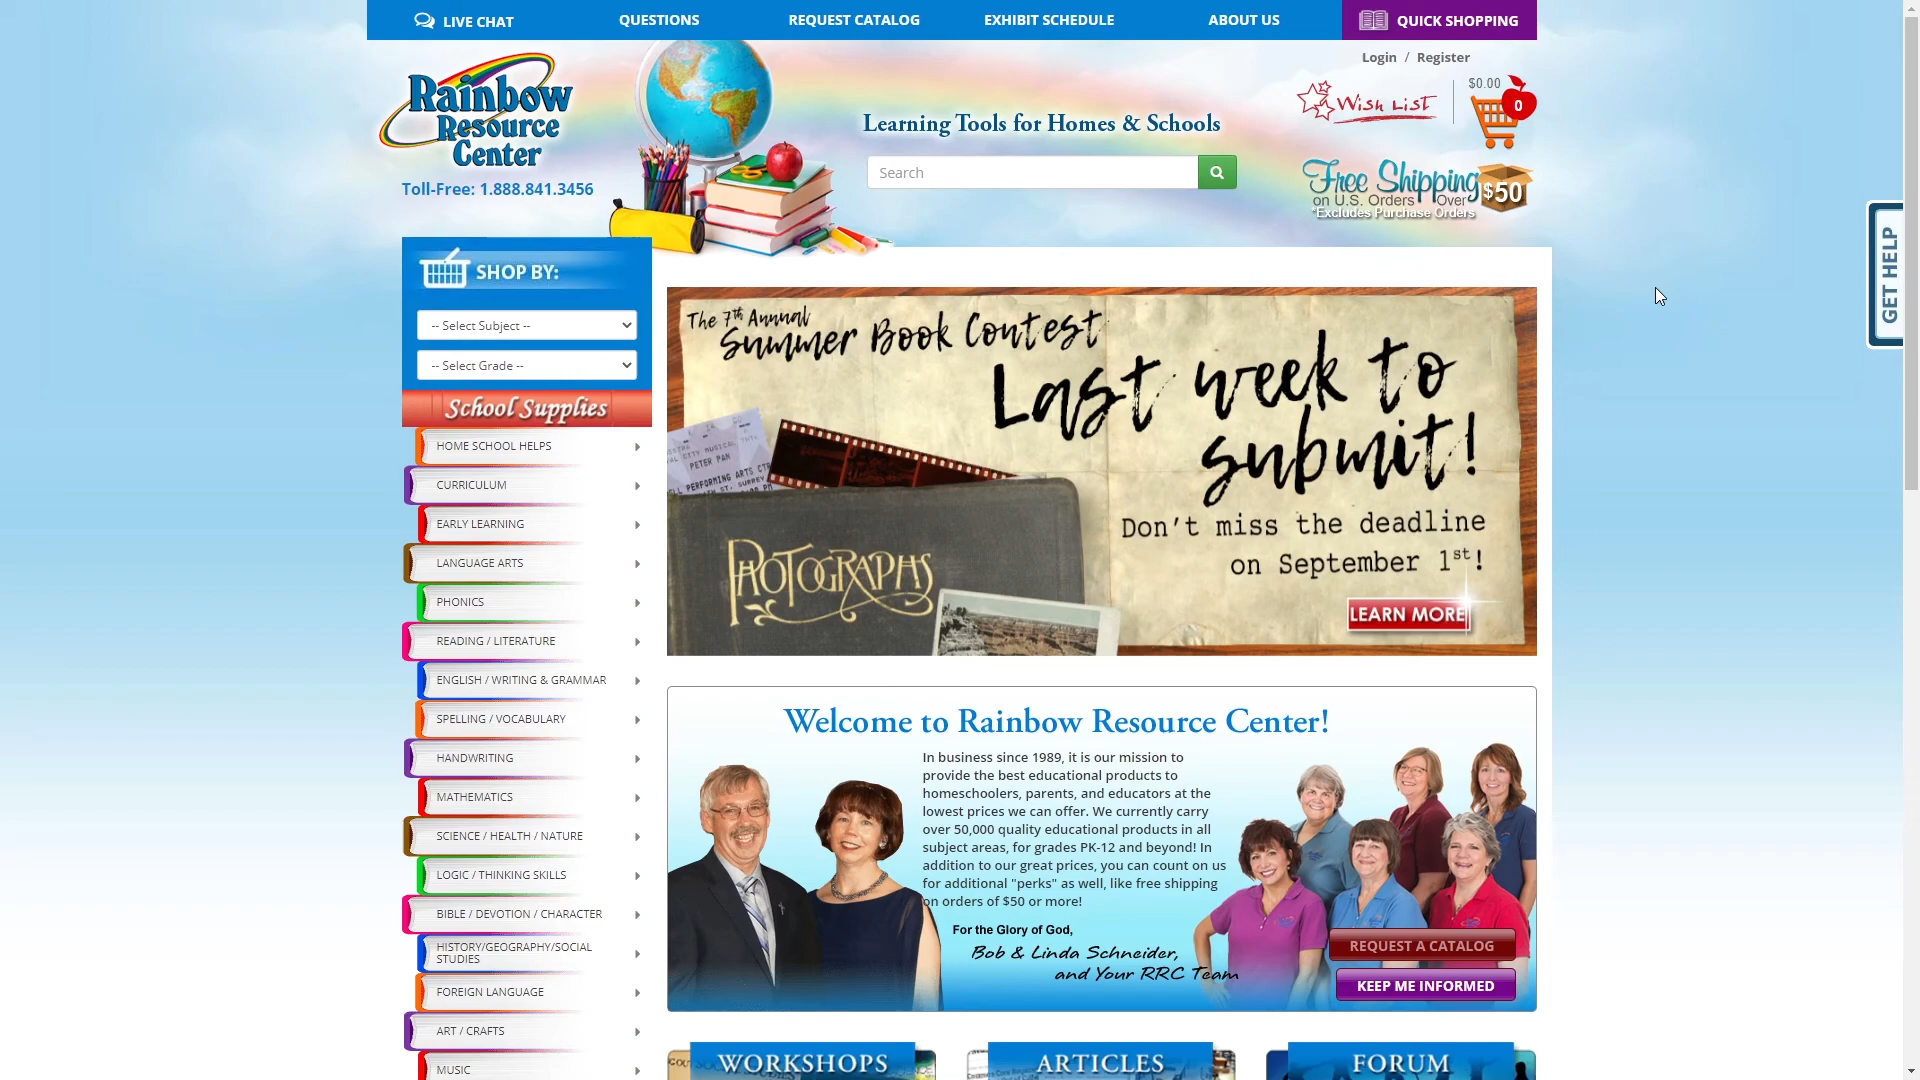 LIVE CHAT
QUESTIONS
REQUEST CATALOG
EXHIBIT SCHEDULE
ABOUT US
QUICK SHOPPING
Login / Register
Rainbow
Resource
Center
Toll-Free: 1.888.841.3456
Learning Tools for Homes & Schools
Search
Wish List
$0.00
0
Free Shipping
on U.S. Orders Over
$50
*Excludes Purchase Orders
GET HELP
SHOP BY:
-- Select Subject --
-- Select Grade --
School Supplies
HOME SCHOOL HELPS
CURRICULUM
EARLY LEARNING
LANGUAGE ARTS
PHONICS
READING / LITERATURE
ENGLISH / WRITING & GRAMMAR
SPELLING / VOCABULARY
HANDWRITING
MATHEMATICS
SCIENCE / HEALTH / NATURE
LOGIC / THINKING SKILLS
BIBLE / DEVOTION / CHARACTER
HISTORY/GEOGRAPHY/SOCIAL
STUDIES
FOREIGN LANGUAGE
ART / CRAFTS
MUSIC
The 7th Annual
Summer Book Contest
Last week to
submit!
Don't miss the deadline
on September 1st!
LEARN MORE
PETER PAN
PERFORMING ARTS CTR
PHOTOGRAPHS
Welcome to Rainbow Resource Center!
In business since 1989, it is our mission to
provide the best educational products to
homeschoolers, parents, and educators at the
lowest prices we can offer. We currently carry
over 50,000 quality educational products in all
subject areas, for grades PK-12 and beyond! In
addition to our great prices, you can count on us
for additional "perks" as well, like free shipping
on orders of $50 or more!
For the Glory of God,
Bob & Linda Schneider,
and Your RRC Team
REQUEST A CATALOG
KEEP ME INFORMED
WORKSHOPS
ARTICLES
FORUM